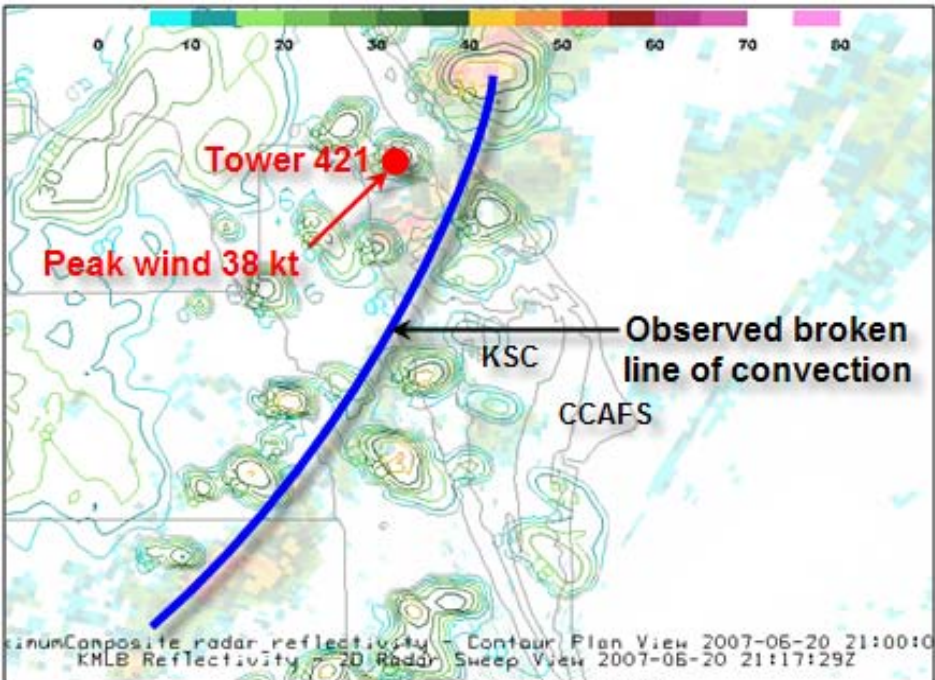 0 10 20 30 40 50 60 70 80
Tower 421
30
Peak wind 38 kt
Observed broken
line of convection
KSC
CCAFS
ximumComposite radar reflectivity - Contour Plan View 2007-06-20 21:00:0
KMLB Reflectivity - 2D Radar Sweep View 2007-06-20 21:17:29Z